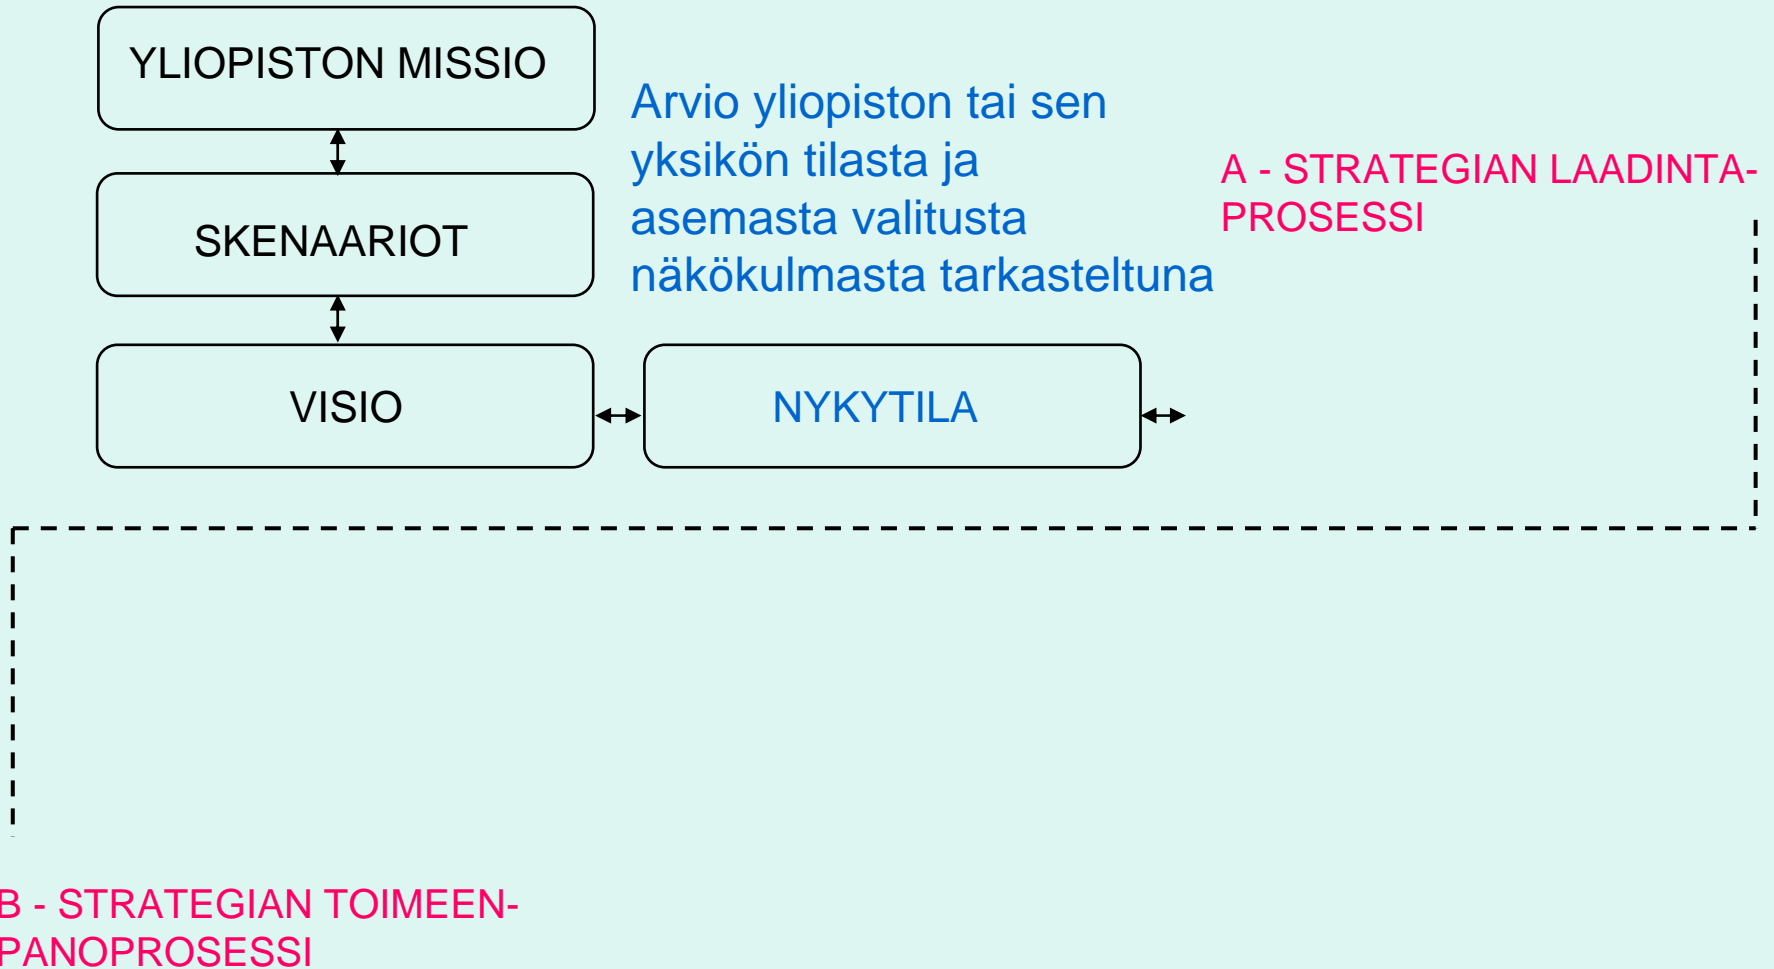 YLIOPISTON MISSIO
Arvio yliopiston tai sen
yksikön tilasta ja
asemasta valitusta
näkökulmasta tarkasteltuna
A - STRATEGIAN LAADINTA-
PROSESSI
SKENAARIOT
VISIO
NYKYTILA
B - STRATEGIAN TOIMEEN-
PANOPROSESSI